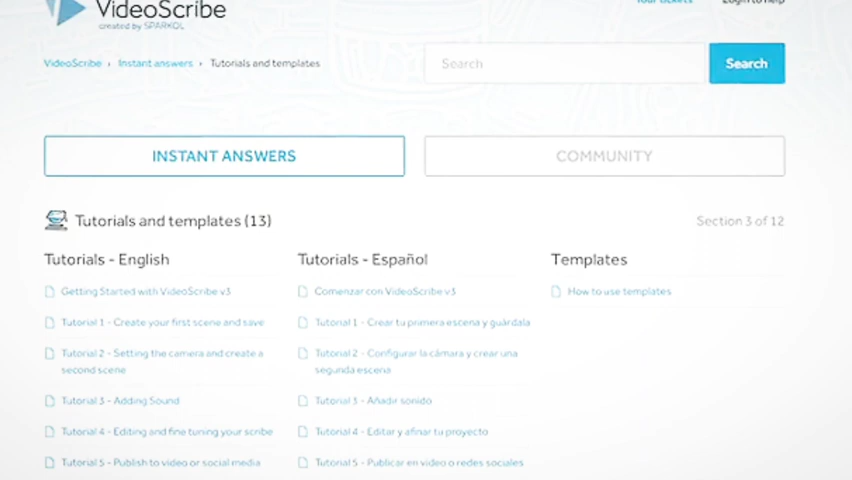 VideoScribe
created by SPARKOL
Your tickets
Login to help
VideoScribe › Instant answers › Tutorials and templates
Search
Search
INSTANT ANSWERS
COMMUNITY
Tutorials and templates (13)
Section 3 of 12
Tutorials - English
Getting Started with VideoScribe v3
Tutorial 1 - Create your first scene and save
Tutorial 2 - Setting the camera and create a
second scene
Tutorial 3 - Adding Sound
Tutorial 4 - Editing and fine tuning your scribe
Tutorial 5 - Publish to video or social media
Tutorials - Español
Comenzar con VideoScribe v3
Tutorial 1 - Crear tu primera escena y guárdala
Tutorial 2 - Configurar la cámara y crear una
segunda escena
Tutorial 3 - Añadir sonido
Tutorial 4 - Editar y afinar tu proyecto
Tutorial 5 - Publicar en video o redes sociales
Templates
How to use templates